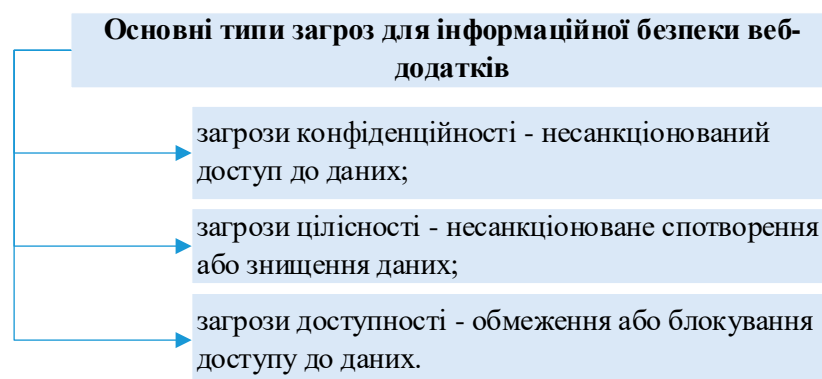 Основні типи загроз для інформаційної безпеки веб-
додатків
загрози конфіденційності - несанкціонований
доступ до даних;
загрози цілісності - несанкціоноване спотворення
або знищення даних;
загрози доступності - обмеження або блокування
доступу до даних.